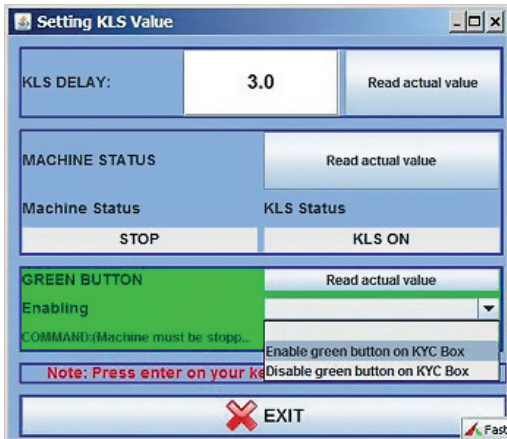 Setting KLS Value
KLS DELAY: 3.0 Read actual value
MACHINE STATUS Read actual value
Machine Status KLS Status
STOP KLS ON
GREEN BUTTON Read actual value
Enabling
Enable green button on KYC Box
COMMAND:(Machine must be stopp..
Disable green button on KYC Box
Note: Press enter on your ke
EXIT
Fast